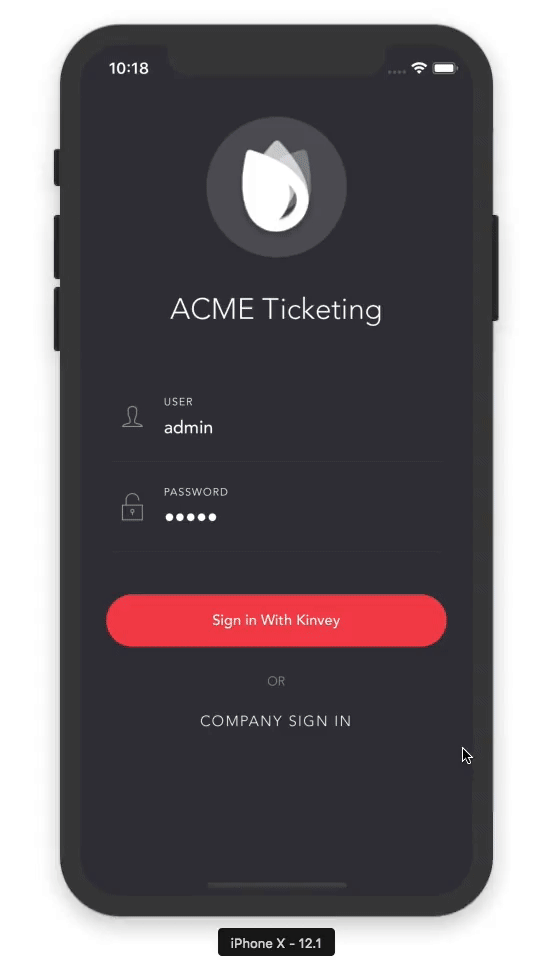 10:18
ACME Ticketing
USER
admin
PASSWORD
●●●●●
Sign in With Kinvey
OR
COMPANY SIGN IN
iPhone X - 12.1